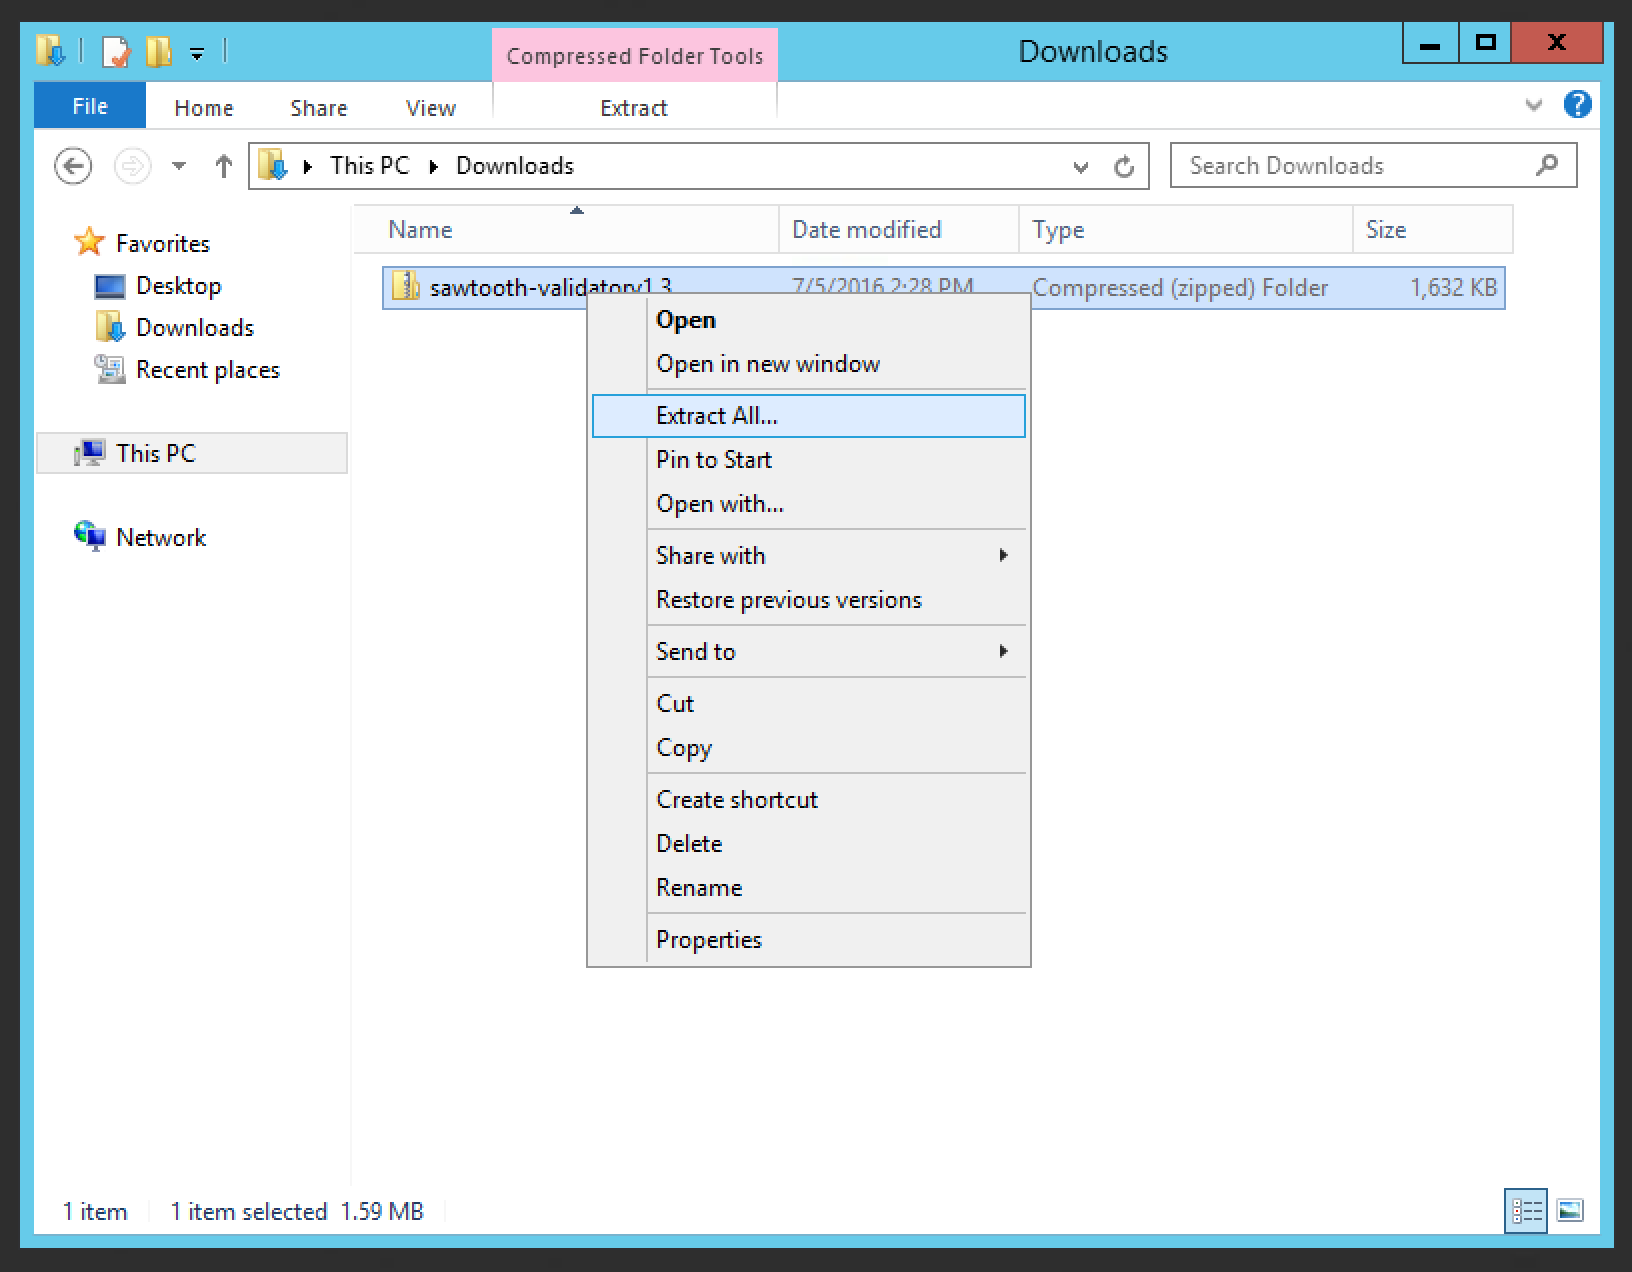 Compressed Folder Tools
Downloads
File Home Share View Extract
This PC Downloads
Search Downloads
Name Date modified Type Size
sawtooth-validatorv1.3 7/5/2016 2:28 PM Compressed (zipped) Folder 1,632 KB
Favorites
Desktop
Downloads
Recent places
This PC
Network
Open
Open in new window
Extract All...
Pin to Start
Open with...
Share with
Restore previous versions
Send to
Cut
Copy
Create shortcut
Delete
Rename
Properties
1 item 1 item selected 1.59 MB